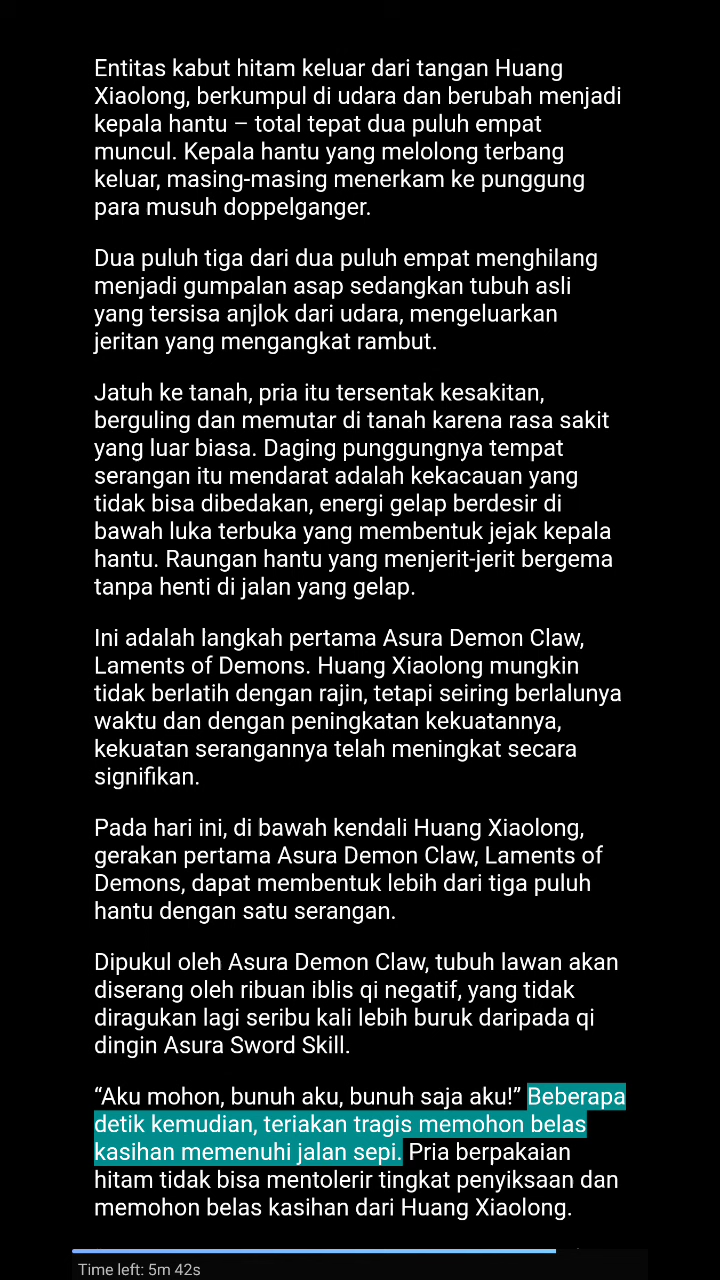 Entitas kabut hitam keluar dari tangan Huang
Xiaolong, berkumpul di udara dan berubah menjadi
kepala hantu – total tepat dua puluh empat
muncul. Kepala hantu yang melolong terbang
keluar, masing-masing menerkam ke punggung
para musuh doppelganger.
Dua puluh tiga dari dua puluh empat menghilang
menjadi gumpalan asap sedangkan tubuh asli
yang tersisa anjlok dari udara, mengeluarkan
jeritan yang mengangkat rambut.
Jatuh ke tanah, pria itu tersentak kesakitan,
berguling dan memutar di tanah karena rasa sakit
yang luar biasa. Daging punggungnya tempat
serangan itu mendarat adalah kekacauan yang
tidak bisa dibedakan, energi gelap berdesir di
bawah luka terbuka yang membentuk jejak kepala
hantu. Raungan hantu yang menjerit-jerit bergema
tanpa henti di jalan yang gelap.
Ini adalah langkah pertama Asura Demon Claw,
Laments of Demons. Huang Xiaolong mungkin
tidak berlatih dengan rajin, tetapi seiring berlalunya
waktu dan dengan peningkatan kekuatannya,
kekuatan serangannya telah meningkat secara
signifikan.
Pada hari ini, di bawah kendali Huang Xiaolong,
gerakan pertama Asura Demon Claw, Laments of
Demons, dapat membentuk lebih dari tiga puluh
hantu dengan satu serangan.
Dipukul oleh Asura Demon Claw, tubuh lawan akan
diserang oleh ribuan iblis qi negatif, yang tidak
diragukan lagi seribu kali lebih buruk daripada qi
dingin Asura Sword Skill.
“Aku mohon, bunuh aku, bunuh saja aku!” Beberapa
detik kemudian, teriakan tragis memohon belas
kasihan memenuhi jalan sepi. Pria berpakaian
hitam tidak bisa mentolerir tingkat penyiksaan dan
memohon belas kasihan dari Huang Xiaolong.
Time left: 5m 42s